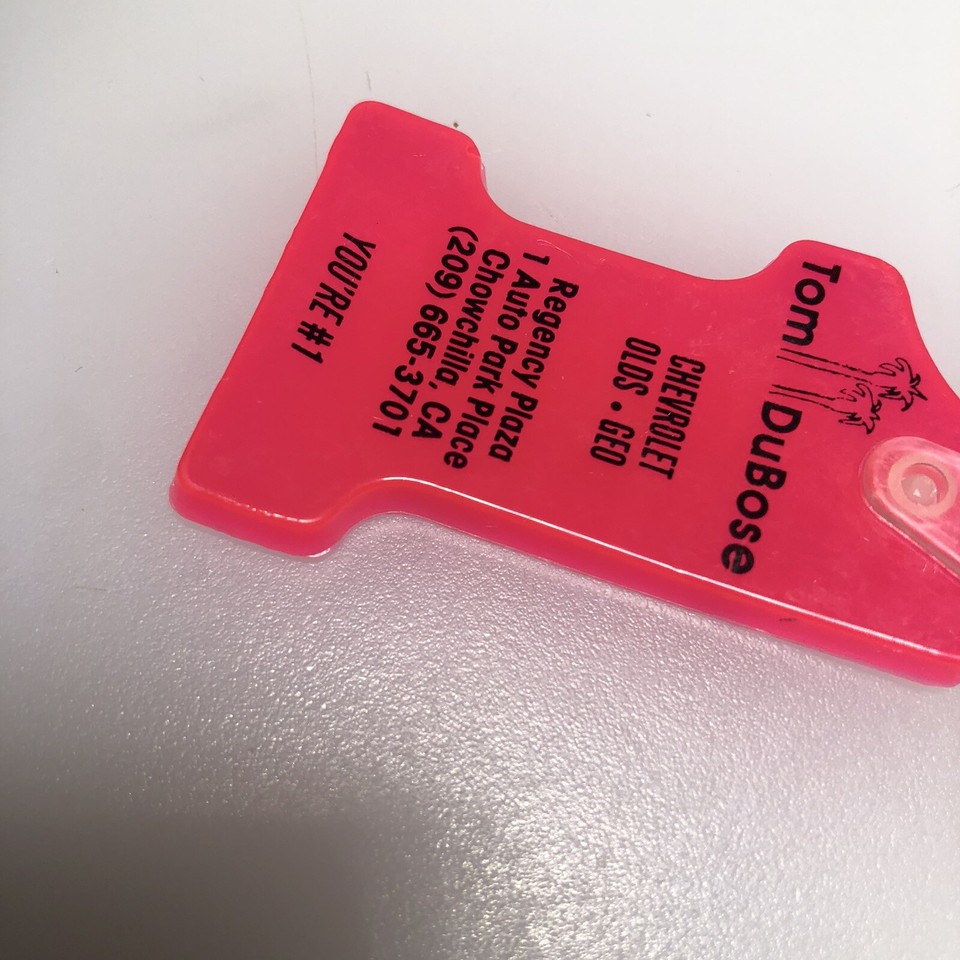 Tom DuBose
CHEVROLET
OLDS • GEO
Regency Plaza
1 Auto Park Place
Chowchilla, CA
(209) 665-3701
YOU'RE #1